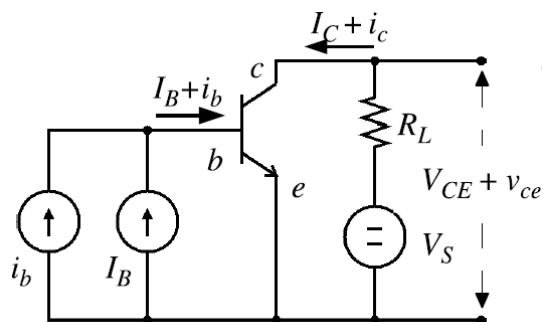 I_C + i_c
c
I_B + i_b
R_L
b
e
V_CE + v_ce
i_b
I_B
V_S